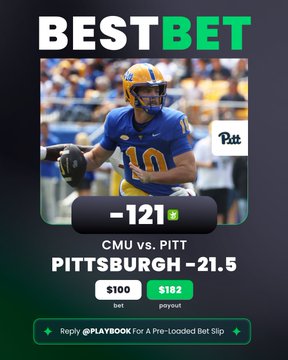 BESTBET
Pitt
10
-121
CMU vs. PITT
PITTSBURGH -21.5
$100 $182
bet payout
Reply @PLAYBOOK For A Pre-Loaded Bet Slip